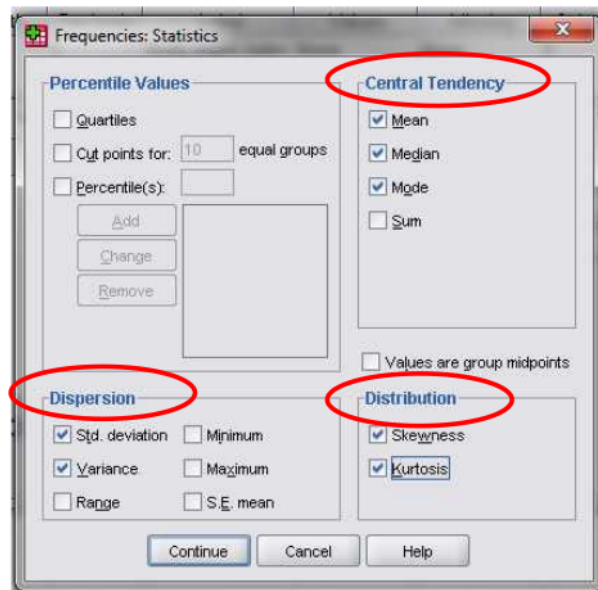 Frequencies: Statistics
Percentile Values
Quartiles
Cut points for: 10 equal groups
Percentile(s):
Add
Change
Remove
Central Tendency
Mean
Median
Mode
Sum
Values are group midpoints
Dispersion
Std. deviation Minimum
Variance Maximum
Range S.E. mean
Distribution
Skewness
Kurtosis
Continue Cancel Help